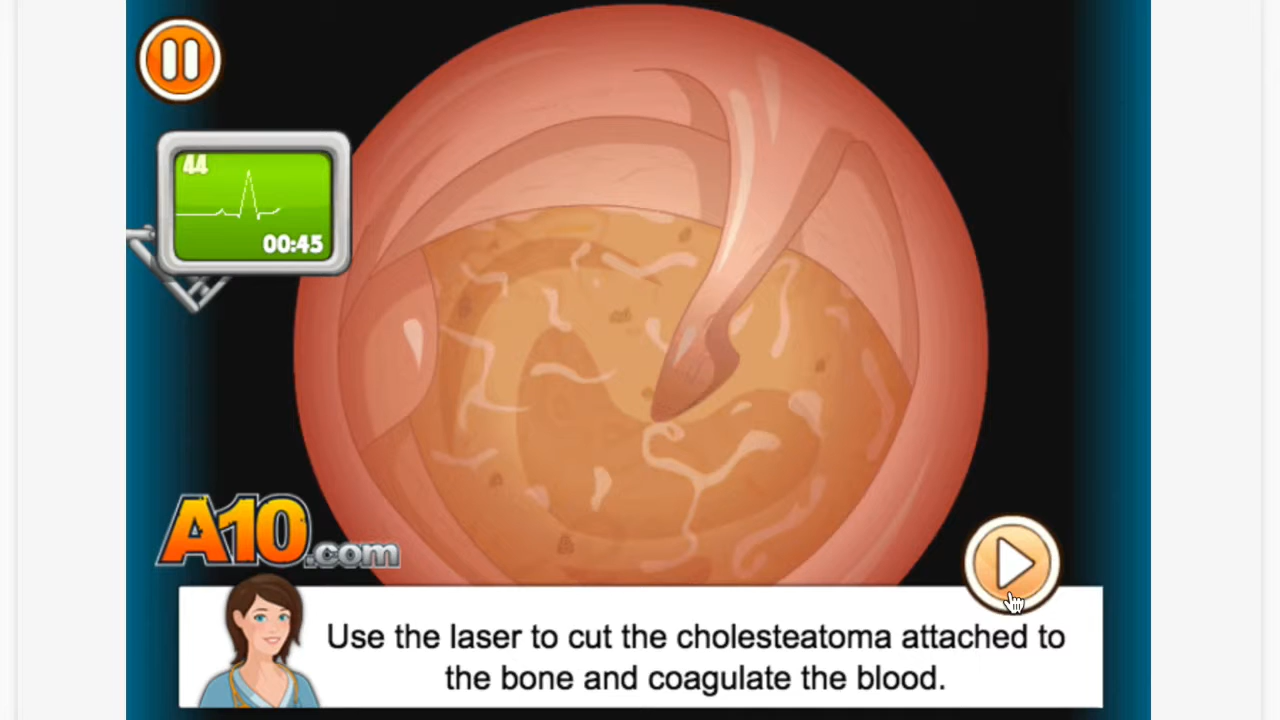 44
00:45
A10.com
Use the laser to cut the cholesteatoma attached to
the bone and coagulate the blood.